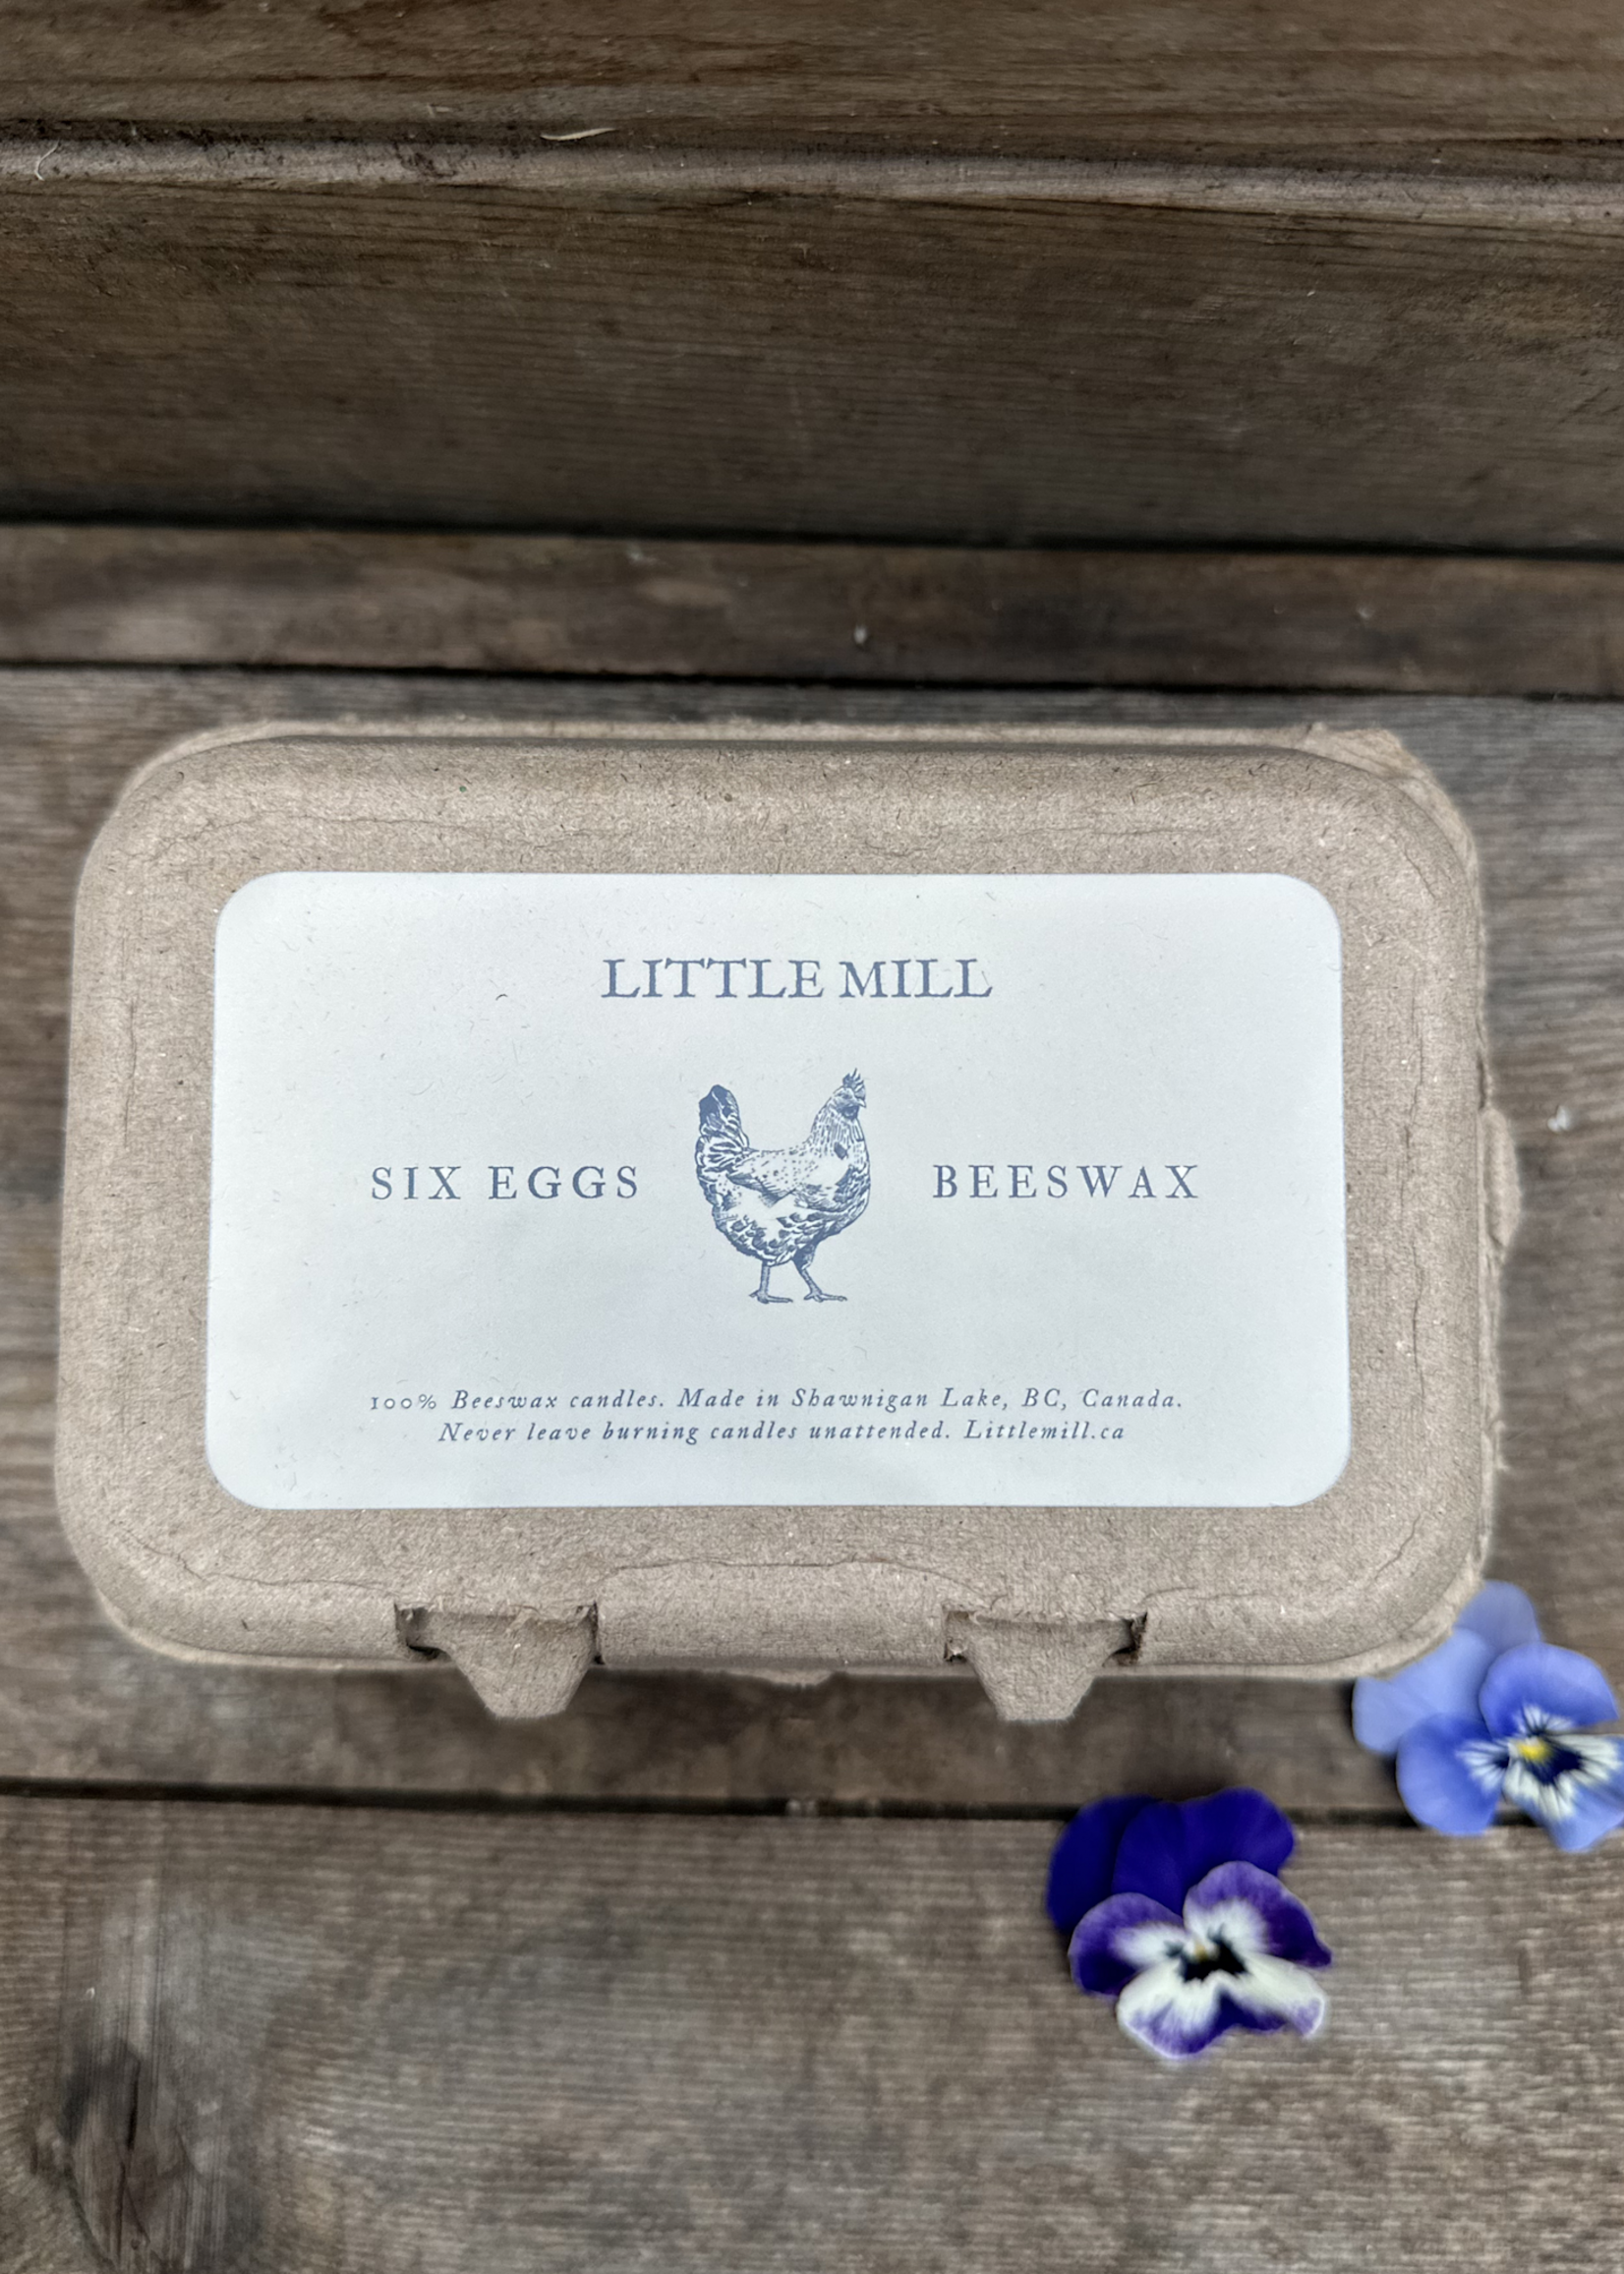 LITTLE MILL
SIX EGGS BEESWAX
100% Beeswax candles. Made in Shawnigan Lake, BC, Canada.
Never leave burning candles unattended. Littlemill.ca